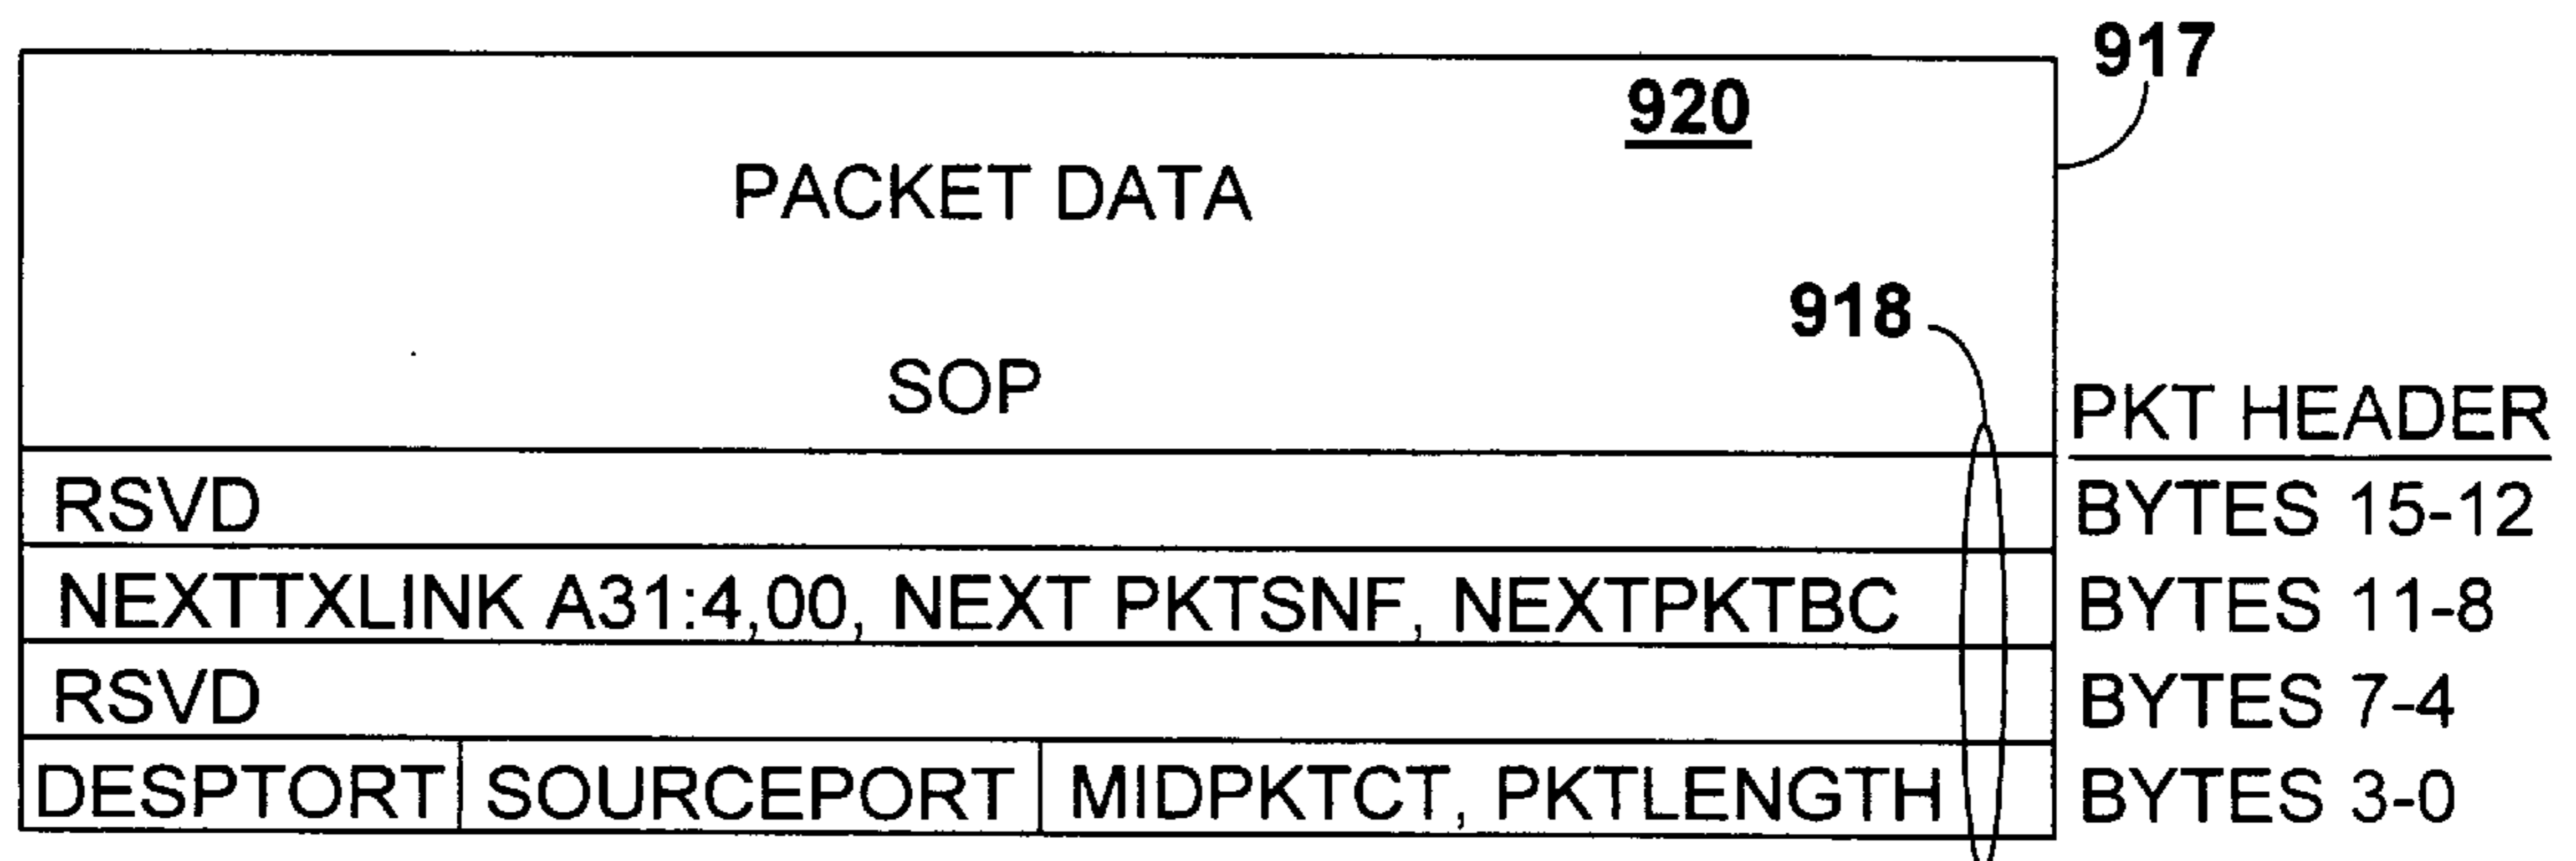 917
920
PACKET DATA
918
SOP
PKT HEADER
RSVD BYTES 15-12
NEXTTXLINK A31:4,00, NEXT PKTSNF, NEXTPKTBC BYTES 11-8
RSVD BYTES 7-4
DESPTORT SOURCEPORT MIDPKTCT, PKTLENGTH BYTES 3-0